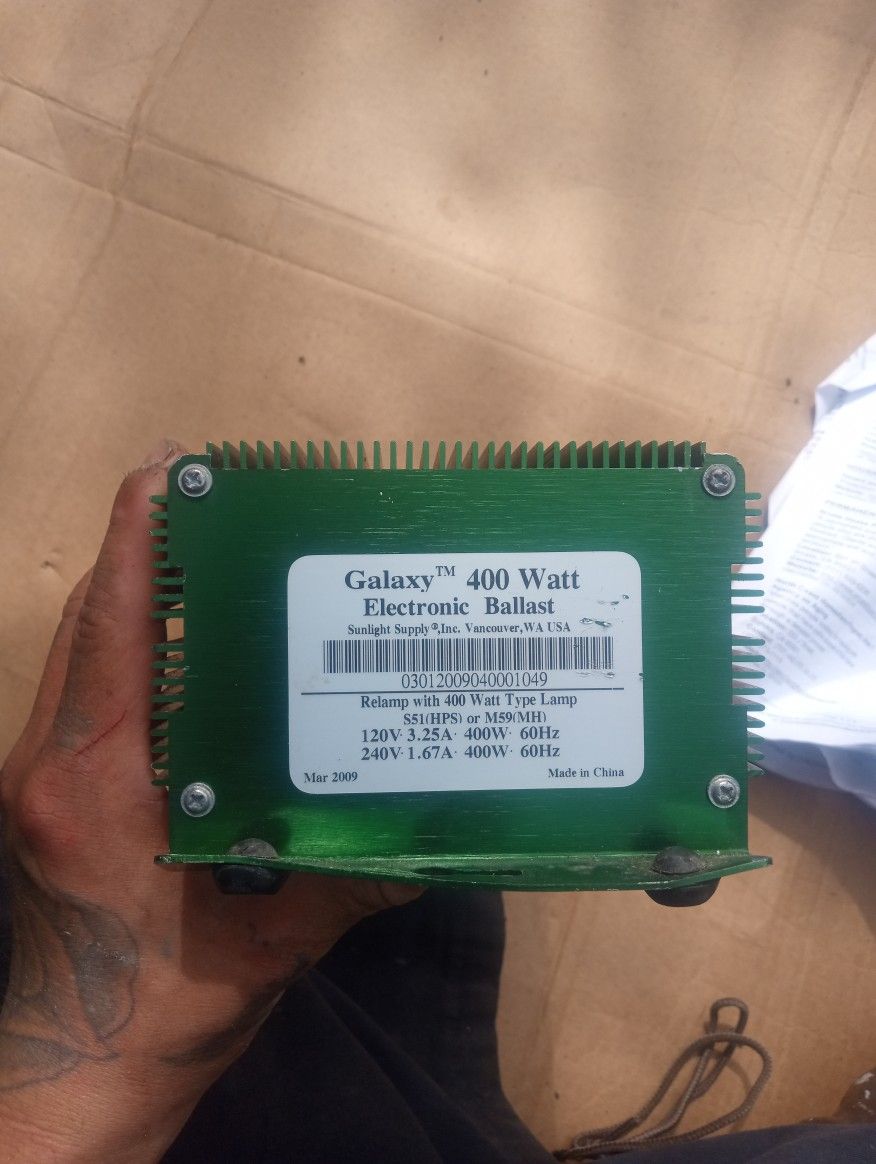 Galaxy™ 400 Watt
Electronic Ballast
Sunlight Supply®,Inc. Vancouver,WA USA
03012009040001049
Relamp with 400 Watt Type Lamp
S51(HPS) or M59(MH)
120V· 3.25A· 400W· 60Hz
240V· 1.67A· 400W· 60Hz
Mar 2009 Made in China